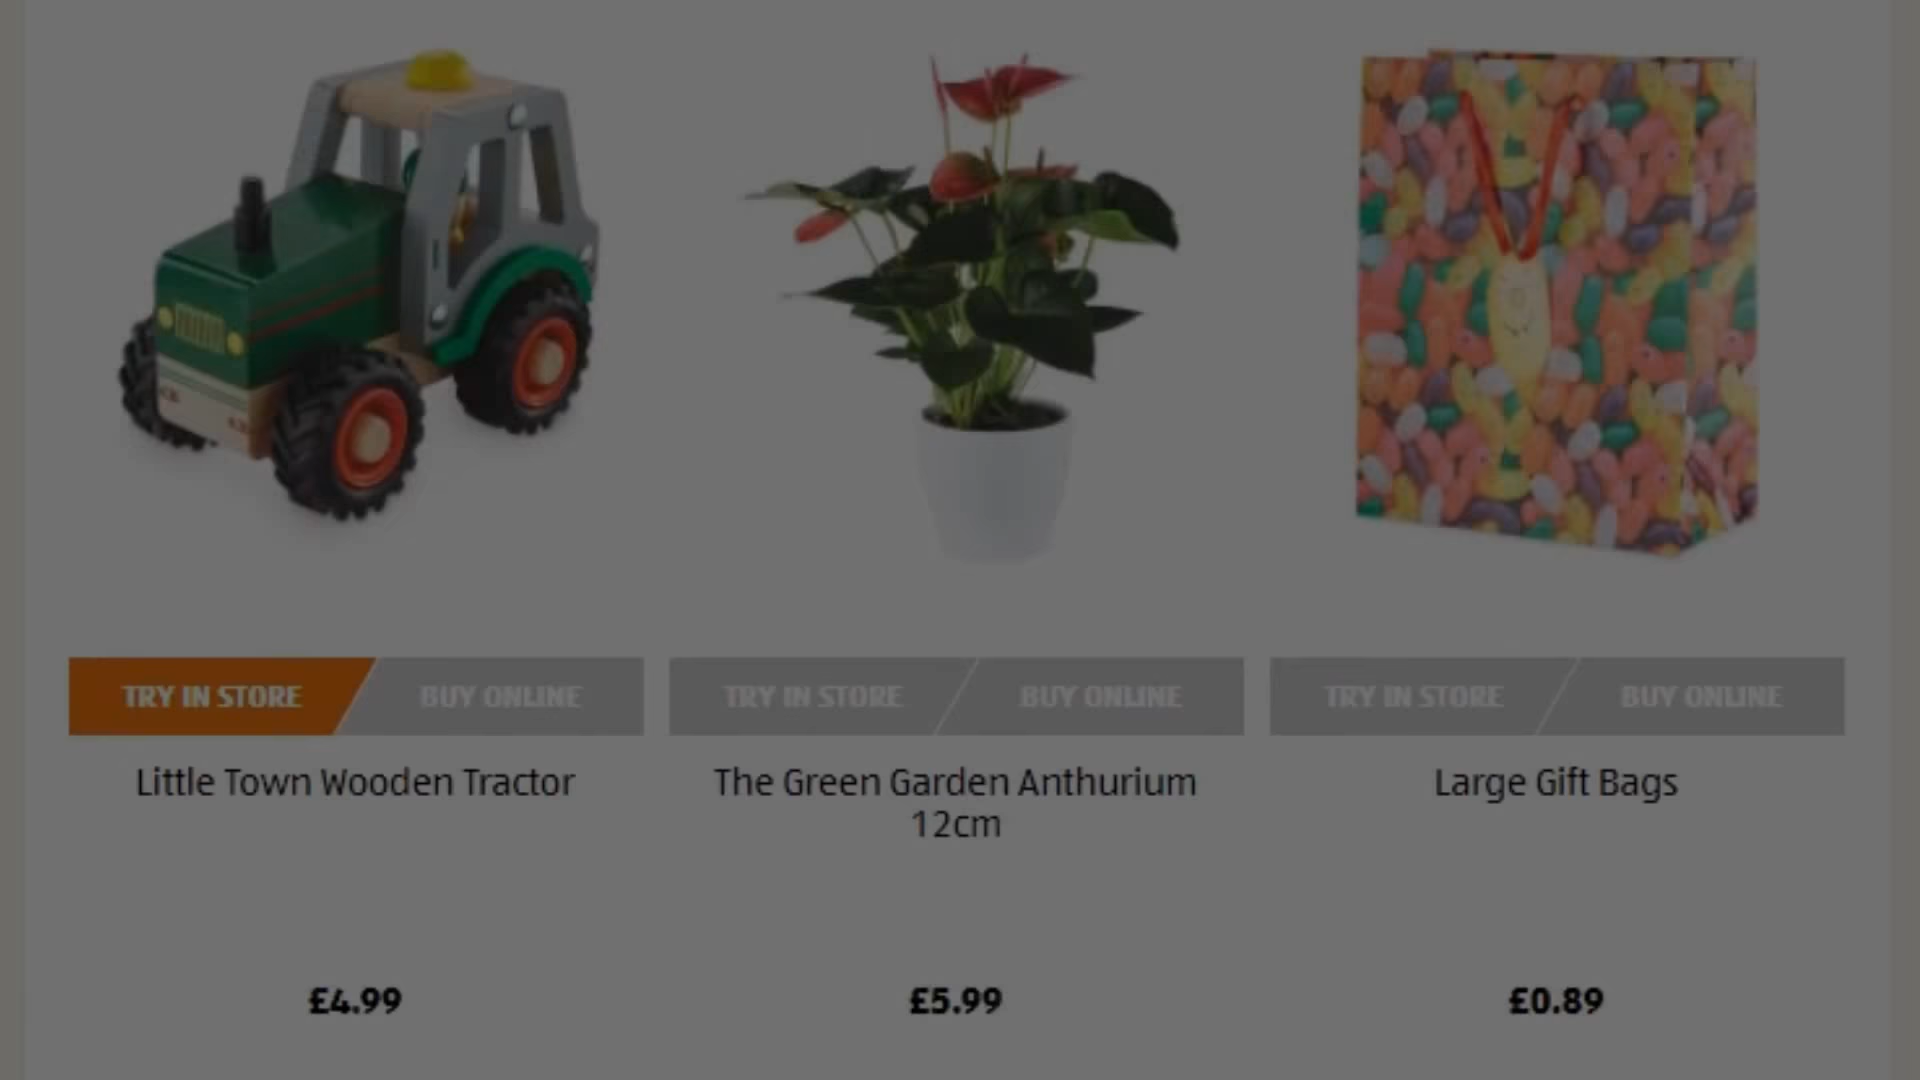 TRY IN STORE BUY ONLINE TRY IN STORE BUY ONLINE TRY IN STORE BUY ONLINE
Little Town Wooden Tractor
The Green Garden Anthurium
12cm
Large Gift Bags
£4.99 £5.99 £0.89